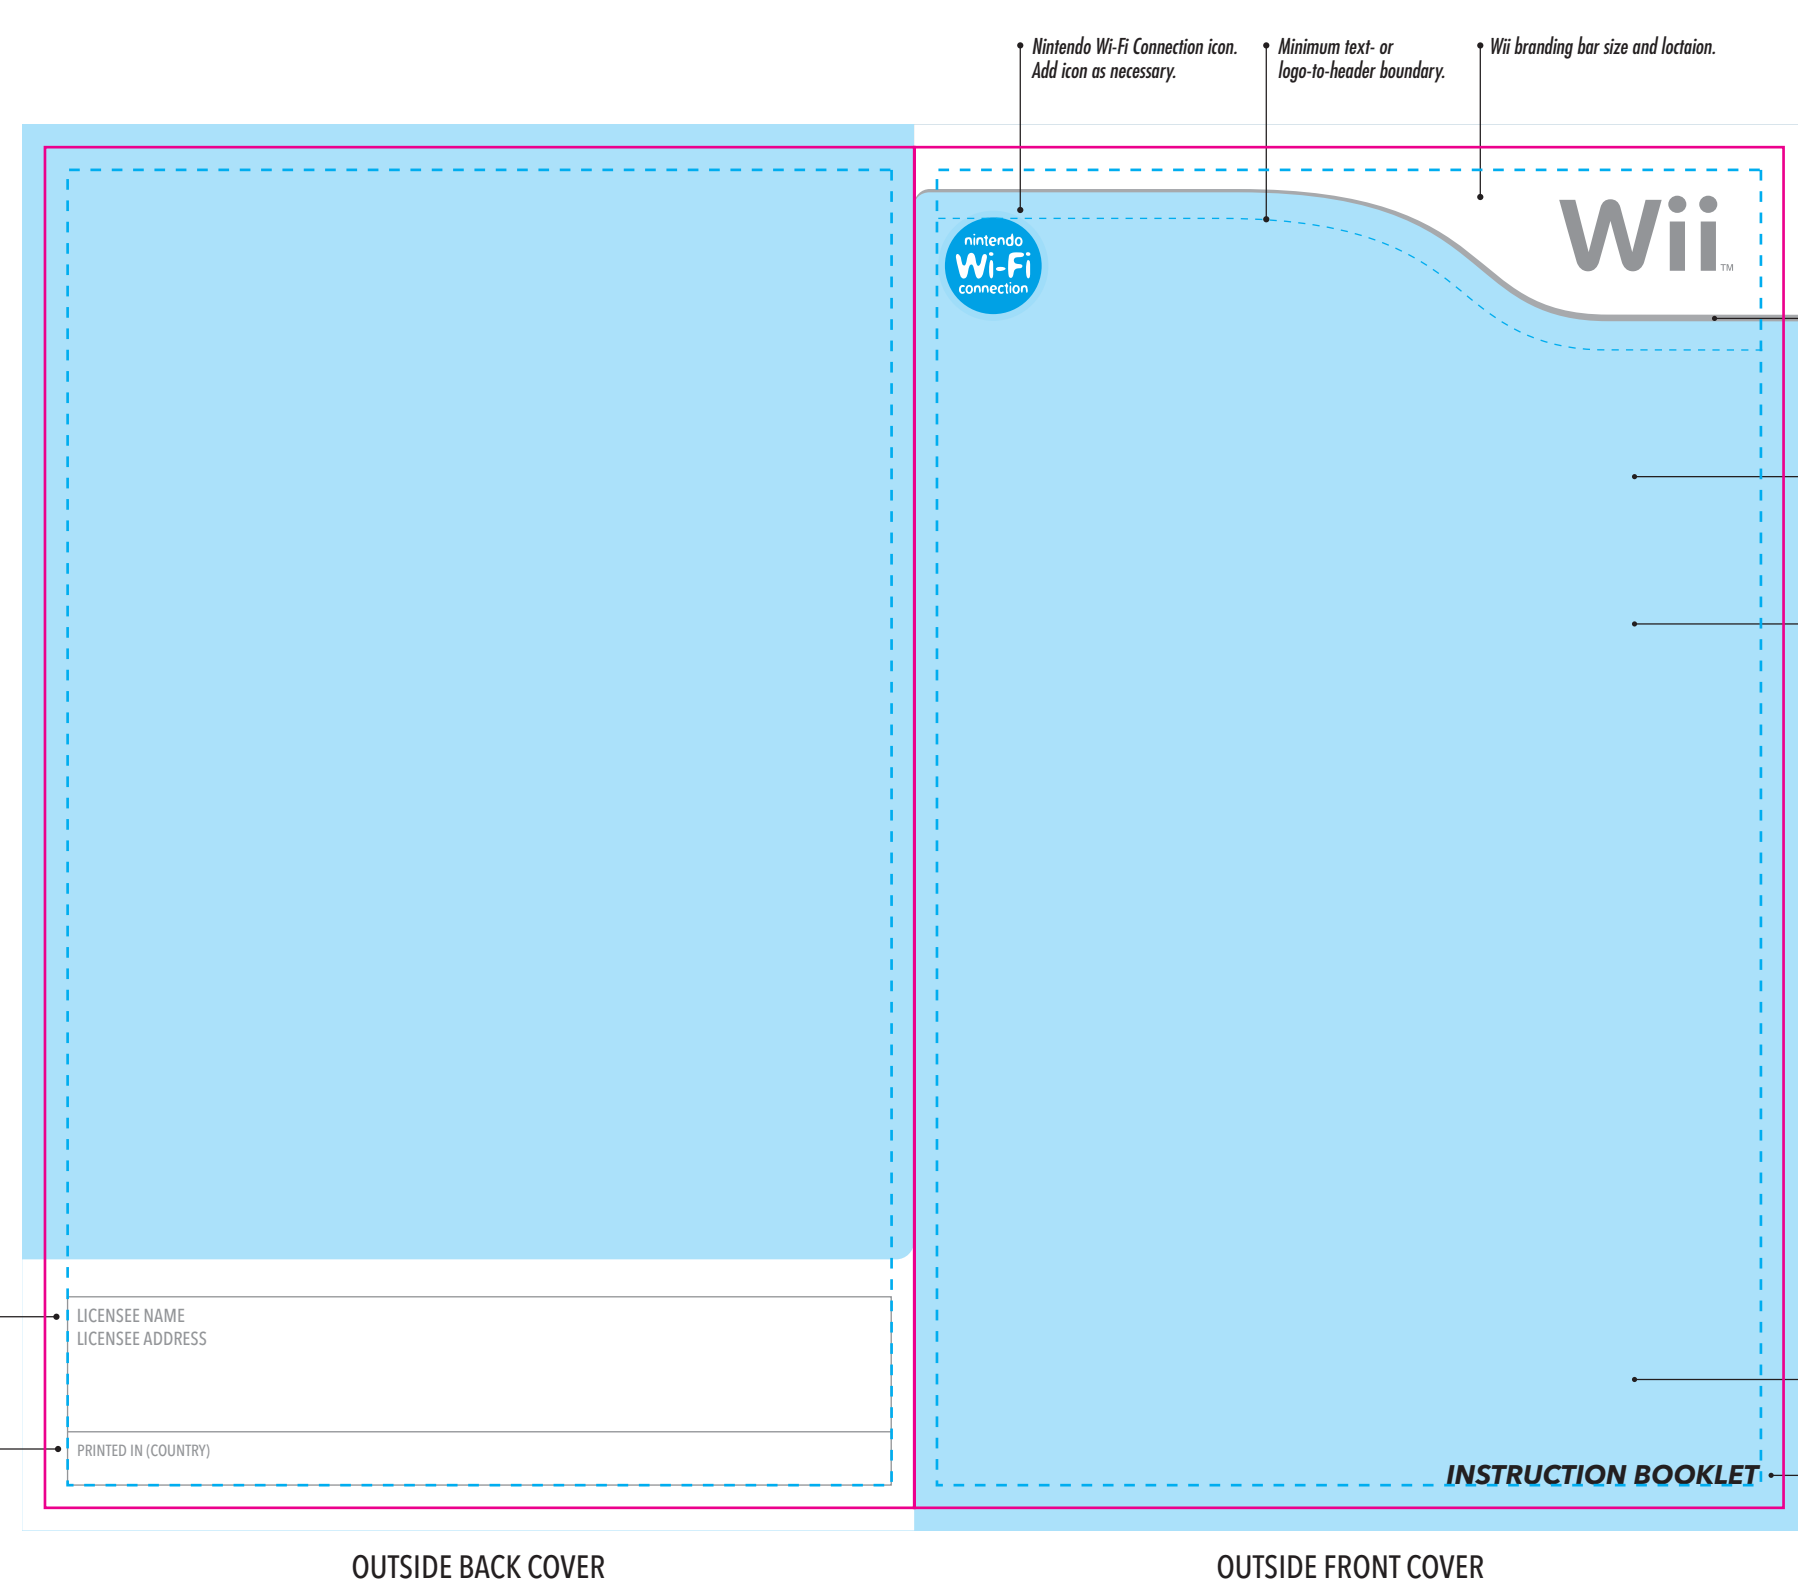 Nintendo Wi-Fi Connection icon.
Add icon as necessary.
Minimum text- or
logo-to-header boundary.
Wii branding bar size and loctaion.
nintendo
Wi-Fi
connection
Wii
TM
LICENSEE NAME
LICENSEE ADDRESS
PRINTED IN (COUNTRY)
INSTRUCTION BOOKLET
OUTSIDE BACK COVER
OUTSIDE FRONT COVER